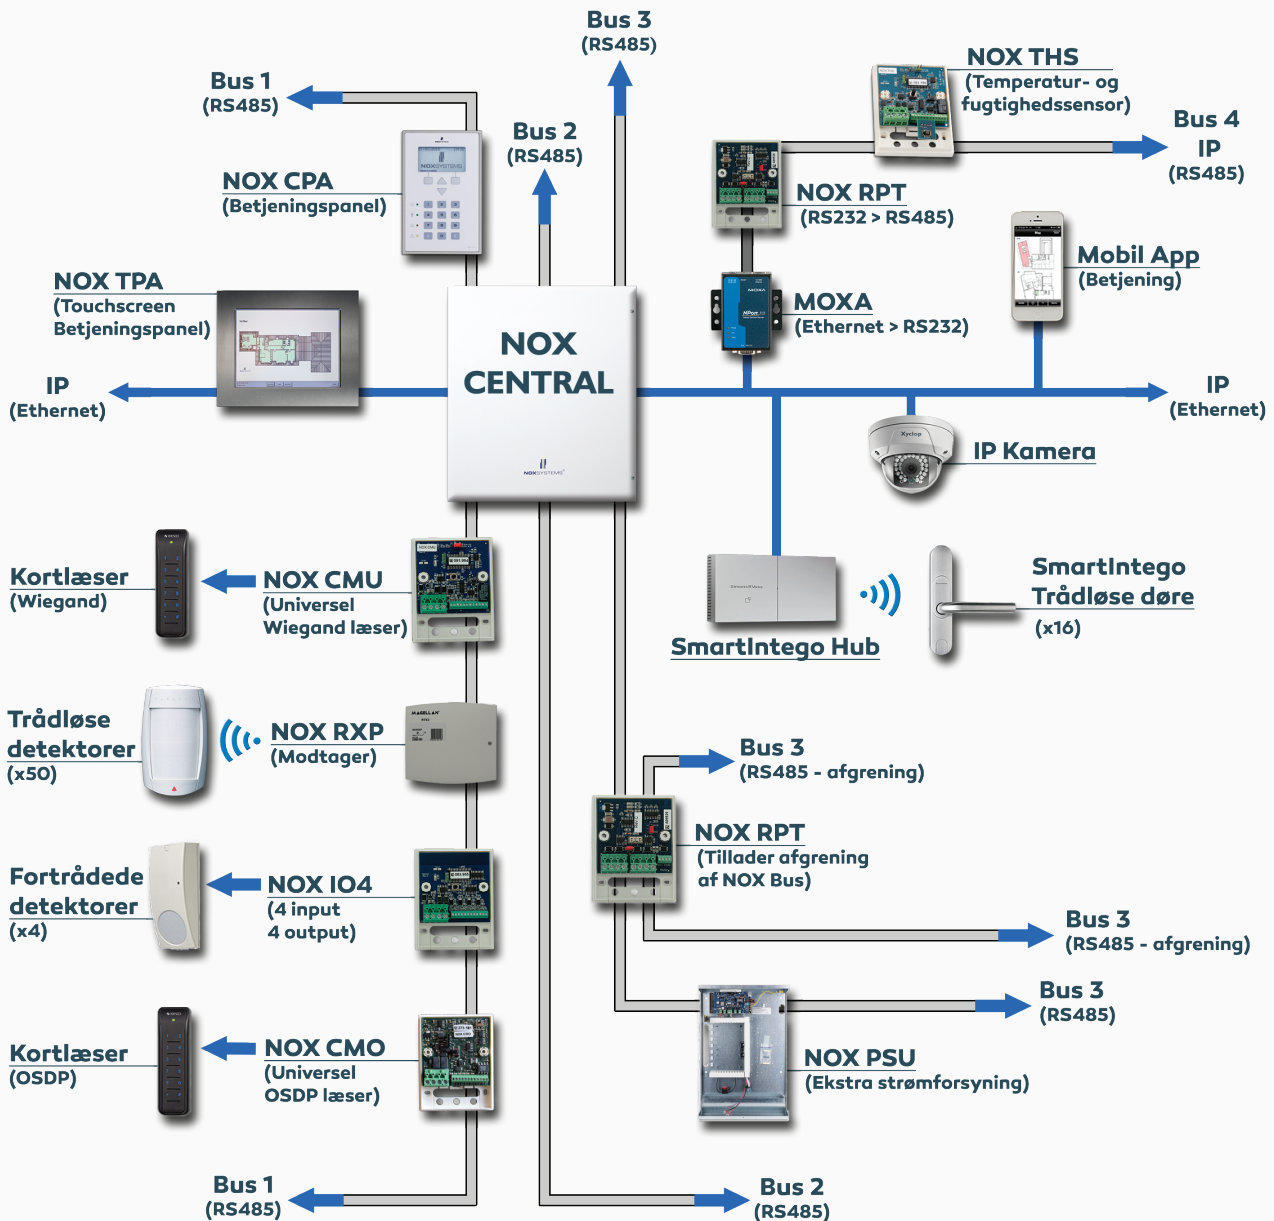 Bus 3
(RS485)
Bus 1
(RS485)
NOX THS
(Temperatur- og
fugtighedssensor)
Bus 2
(RS485)
Bus 4
IP
(RS485)
NOX CPA
(Betjeningspanel)
NOXSYSTEMS
NOX RPT
(RS232 > RS485)
Mobil App
(Betjening)
NOX TPA
(Touchscreen
Betjeningspanel)
MOXA
MOXA
(Ethernet > RS232)
NOX
CENTRAL
NOXSYSTEMS
IP
(Ethernet)
IP
(Ethernet)
Xyclop
IP Kamera
Kortlæser
(Wiegand)
NOX CMU
(Universel
Wiegand læser)
SmartIntego
Trådløse døre
(x16)
SmartIntego Hub
Trådløse
detektorer
(x50)
NOX RXP
(Modtager)
MAGELLAN
Bus 3
(RS485 - afgrening)
NOX RPT
(Tillader afgrening
af NOX Bus)
Fortrådede
detektorer
(x4)
NOX IO4
(4 input
4 output)
Bus 3
(RS485 - afgrening)
Bus 3
(RS485)
Kortlæser
(OSDP)
NOX CMO
(Universel
OSDP læser)
NOX PSU
(Ekstra strømforsyning)
Bus 1
(RS485)
Bus 2
(RS485)